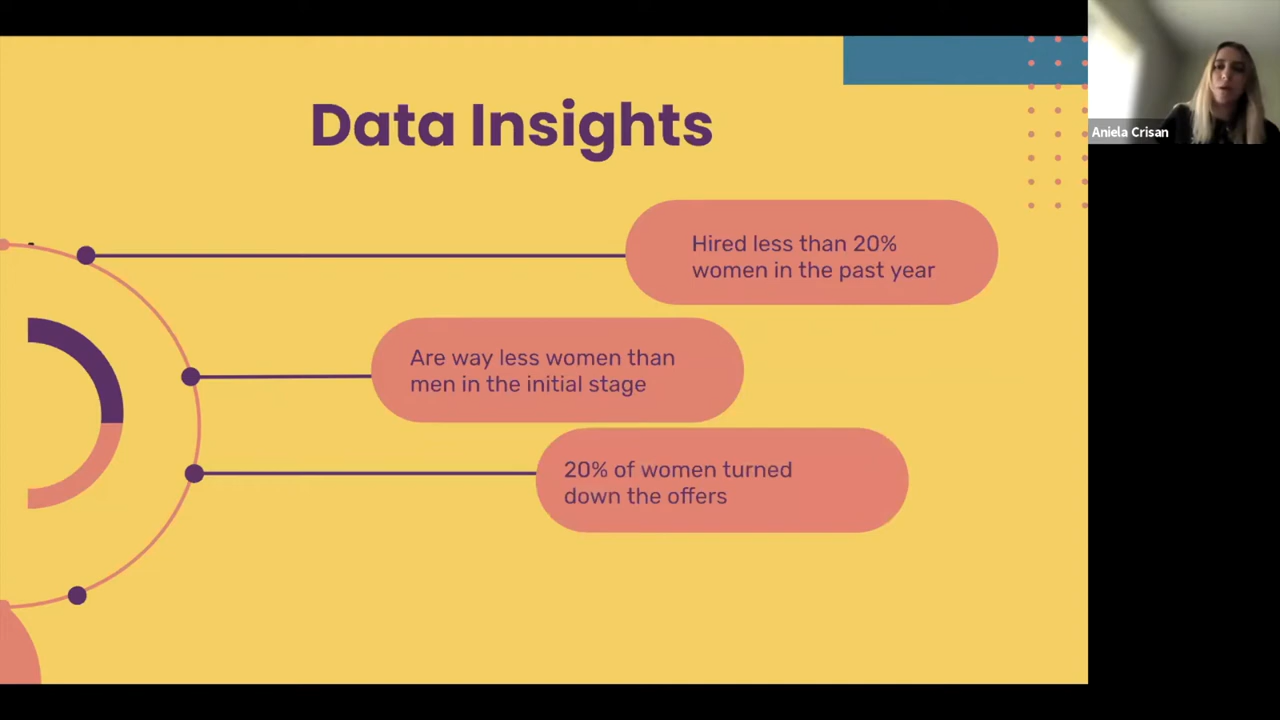 Data Insights
Aniela Crisan
Hired less than 20%
women in the past year
Are way less women than
men in the initial stage
20% of women turned
down the offers